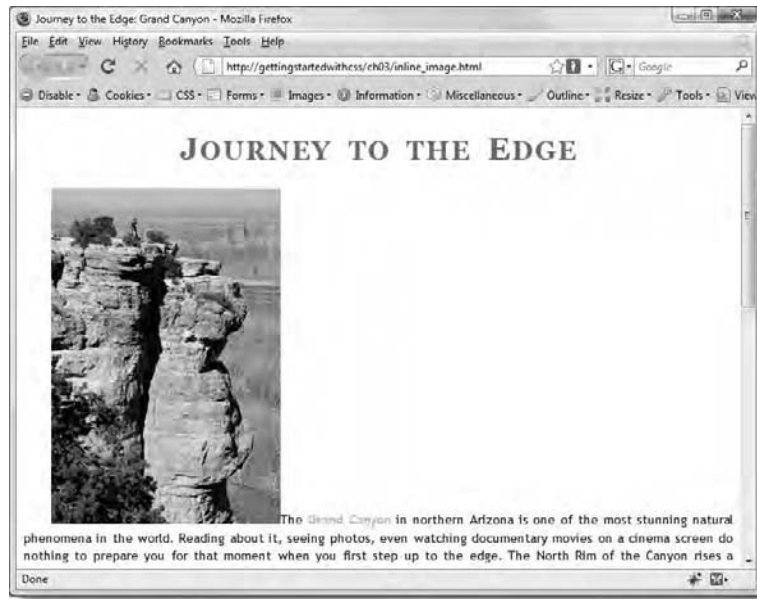 Journey to the Edge: Grand Canyon - Mozilla Firefox
File Edit View History Bookmarks Tools Help
http://gettingstartedwithcss/ch03/inline_image.html
Google
Disable Cookies CSS Forms Images Information Miscellaneous Outline Resize Tools View
JOURNEY TO THE EDGE
The Grand Canyon in northern Arizona is one of the most stunning natural
phenomena in the world. Reading about it, seeing photos, even watching documentary movies on a cinema screen do
nothing to prepare you for that moment when you first step up to the edge. The North Rim of the Canyon rises a
Done